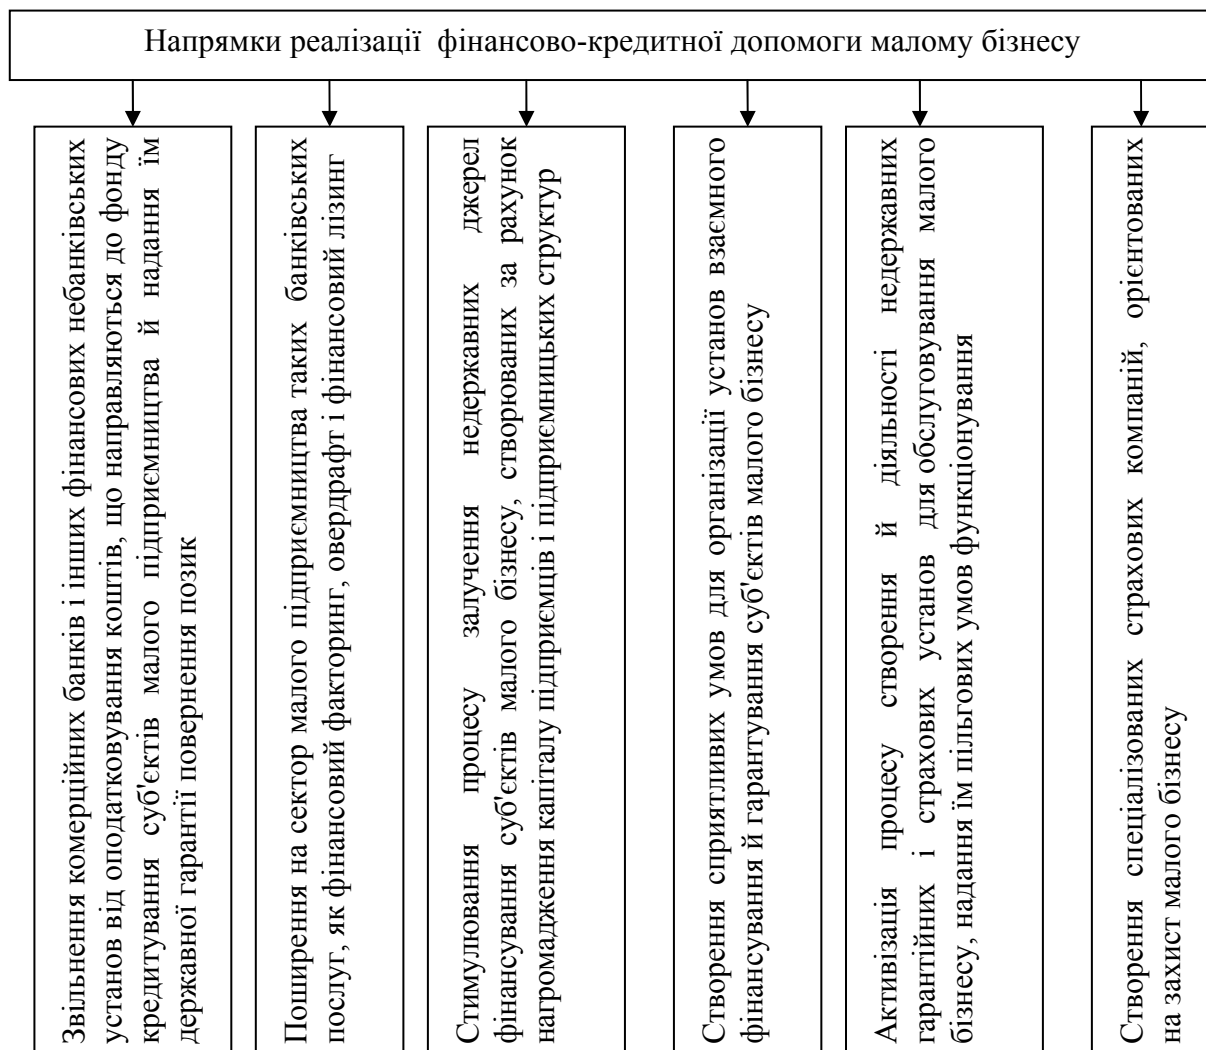 Напрямки реалізації фінансово-кредитної допомоги малому бізнесу
Звільнення комерційних банків і інших фінансових небанківських
установ від оподатковування коштів, що направляються до фонду
кредитування суб'єктів малого підприємництва й надання їм
державної гарантії повернення позик
Поширення на сектор малого підприємництва таких банківських
послуг, як фінансовий факторинг, овердрафт і фінансовий лізинг
Стимулювання процесу залучення недержавних джерел
фінансування суб'єктів малого бізнесу, створюваних за рахунок
нагромадження капіталу підприємців і підприємницьких структур
Створення сприятливих умов для організації установ взаємного
фінансування й гарантування суб'єктів малого бізнесу
Активізація процесу створення й діяльності недержавних
гарантійних і страхових установ для обслуговування малого
бізнесу, надання їм пільгових умов функціонування
Створення спеціалізованих страхових компаній, орієнтованих
на захист малого бізнесу